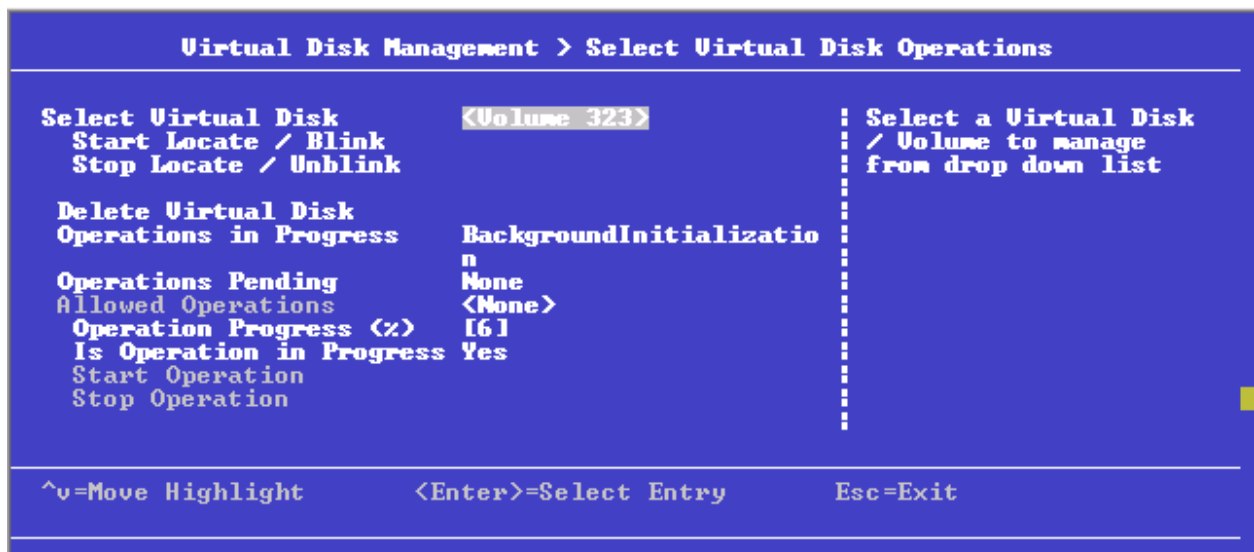 Virtual Disk Management > Select Virtual Disk Operations
Select Virtual Disk <Volume 323>
Start Locate / Blink
Stop Locate / Unblink
Delete Virtual Disk
Operations in Progress BackgroundInitializatio
n
Operations Pending None
Allowed Operations <None>
Operation Progress (%) [6]
Is Operation in Progress Yes
Start Operation
Stop Operation
Select a Virtual Disk
/ Volume to manage
from drop down list
^v=Move Highlight <Enter>=Select Entry Esc=Exit